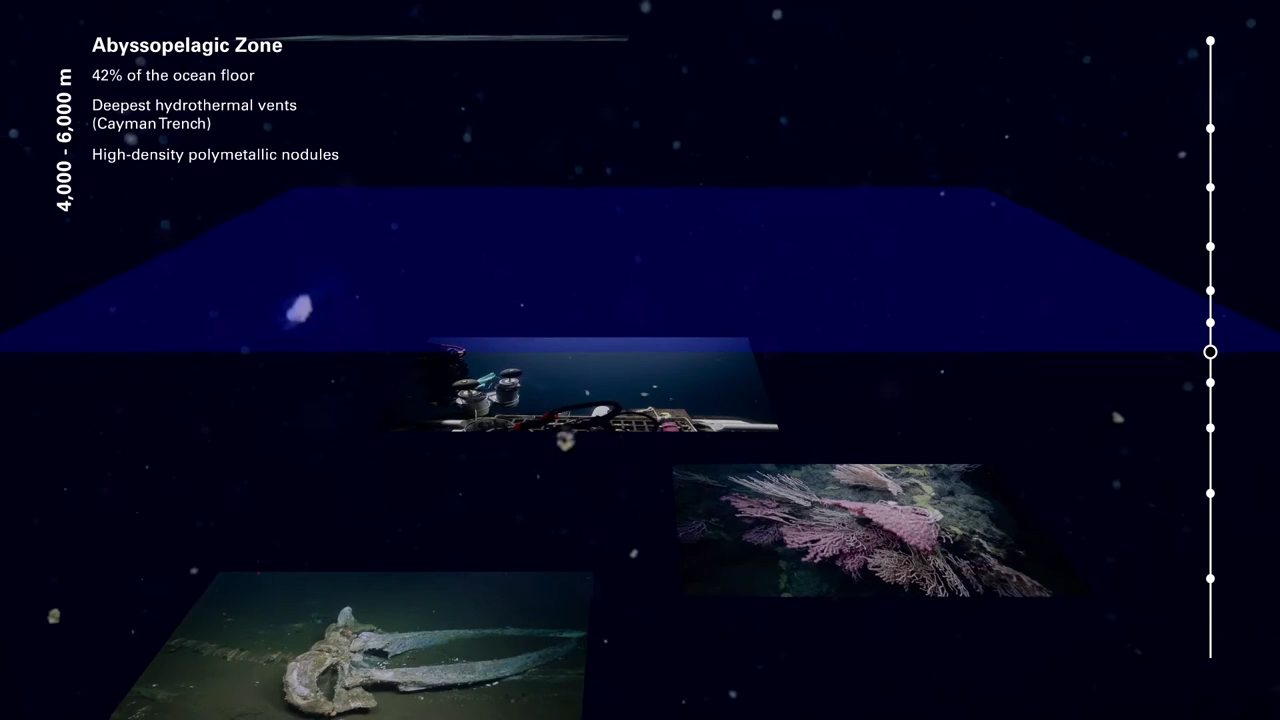 Abyssopelagic Zone
42% of the ocean floor
Deepest hydrothermal vents
(Cayman Trench)
High-density polymetallic nodules
4,000 - 6,000 m